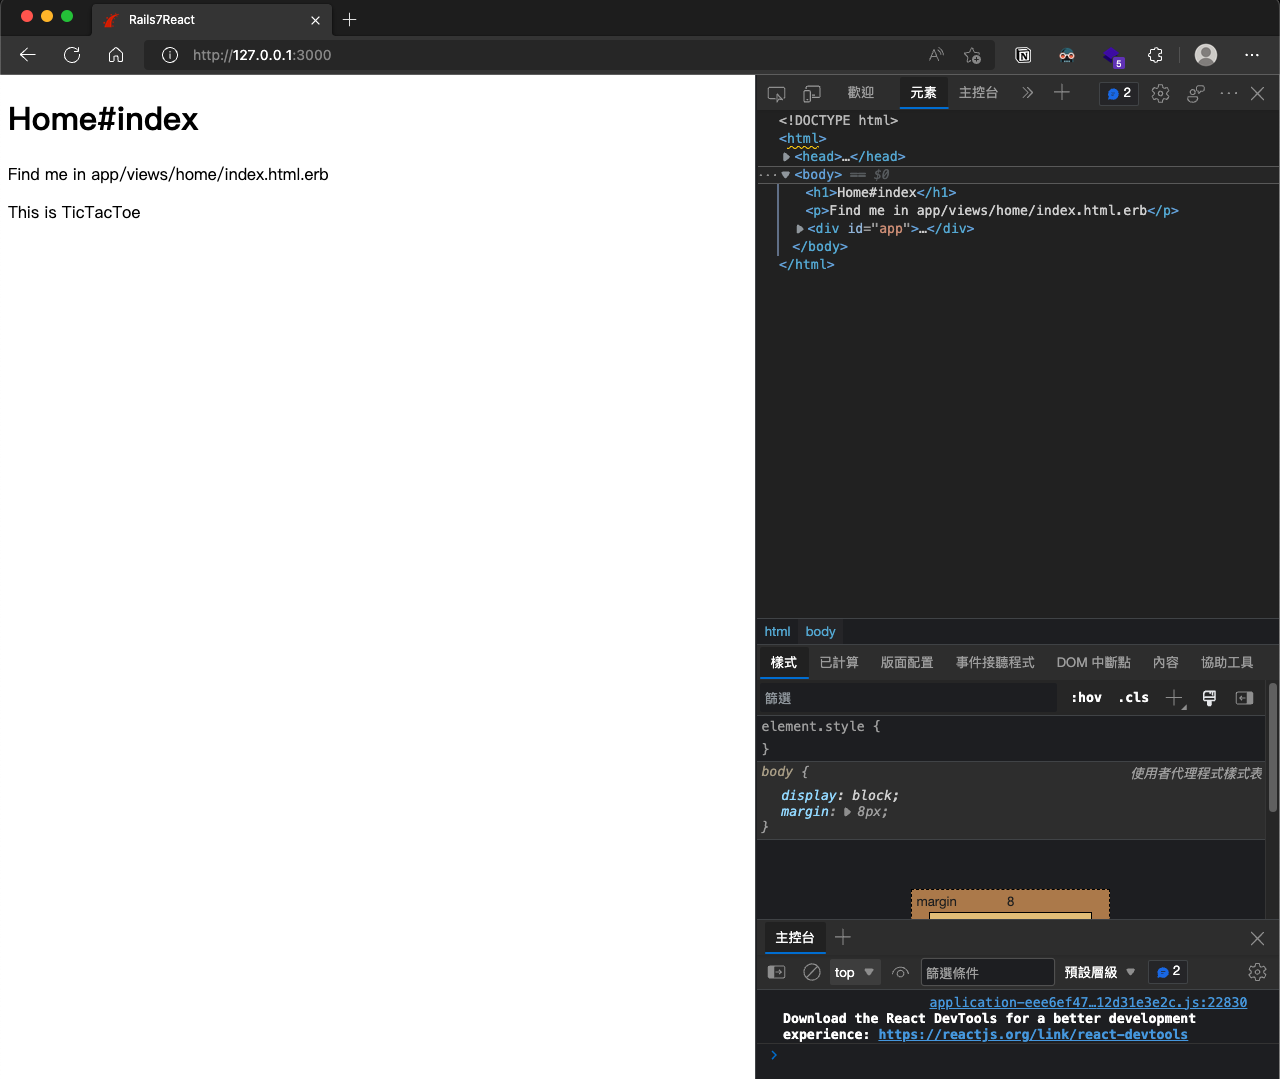 Rails7React
http://127.0.0.1:3000
5
Home#index
Find me in app/views/home/index.html.erb
This is TicTacToe
歡迎 元素 主控台 2
<!DOCTYPE html>
<html>
<head>…</head>
<body> == $0
<h1>Home#index</h1>
<p>Find me in app/views/home/index.html.erb</p>
<div id="app">…</div>
</body>
</html>
html body
樣式 已計算 版面配置 事件接聽程式 DOM 中斷點 內容 協助工具
篩選 :hov .cls
element.style {
}
body { 使用者代理程式樣式表
display: block;
margin: 8px;
}
margin 8
主控台
top 篩選條件 預設層級 2
application-eee6ef47…12d31e3e2c.js:22830
Download the React DevTools for a better development
experience: https://reactjs.org/link/react-devtools